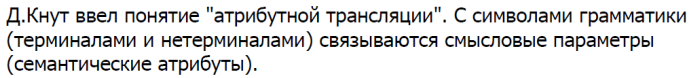 Д.Кнут ввел понятие "атрибутной трансляции". С символами грамматики
(терминалами и нетерминалами) связываются смысловые параметры
(семантические атрибуты).